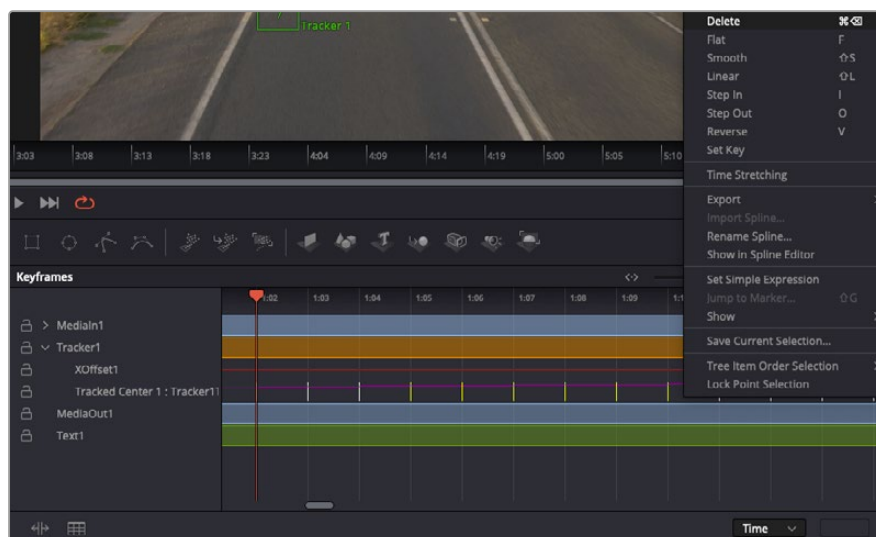 Tracker 1
Delete ⌘⌫
Flat F
Smooth ⇧S
Linear ⇧L
Step In I
Step Out O
Reverse V
Set Key
Time Stretching
Export
Import Spline...
Rename Spline...
Show in Spline Editor
Set Simple Expression
Jump to Marker... ⇧G
Show
Save Current Selection...
Tree Item Order Selection
Lock Point Selection
3:03 3:08 3:13 3:18 3:23 4:04 4:09 4:14 4:19 5:00 5:05 5:10
Keyframes
1:02 1:03 1:04 1:05 1:06 1:07 1:08 1:09
MediaIn1
Tracker1
XOffset1
Tracked Center 1 : Tracker1
MediaOut1
Text1
Time